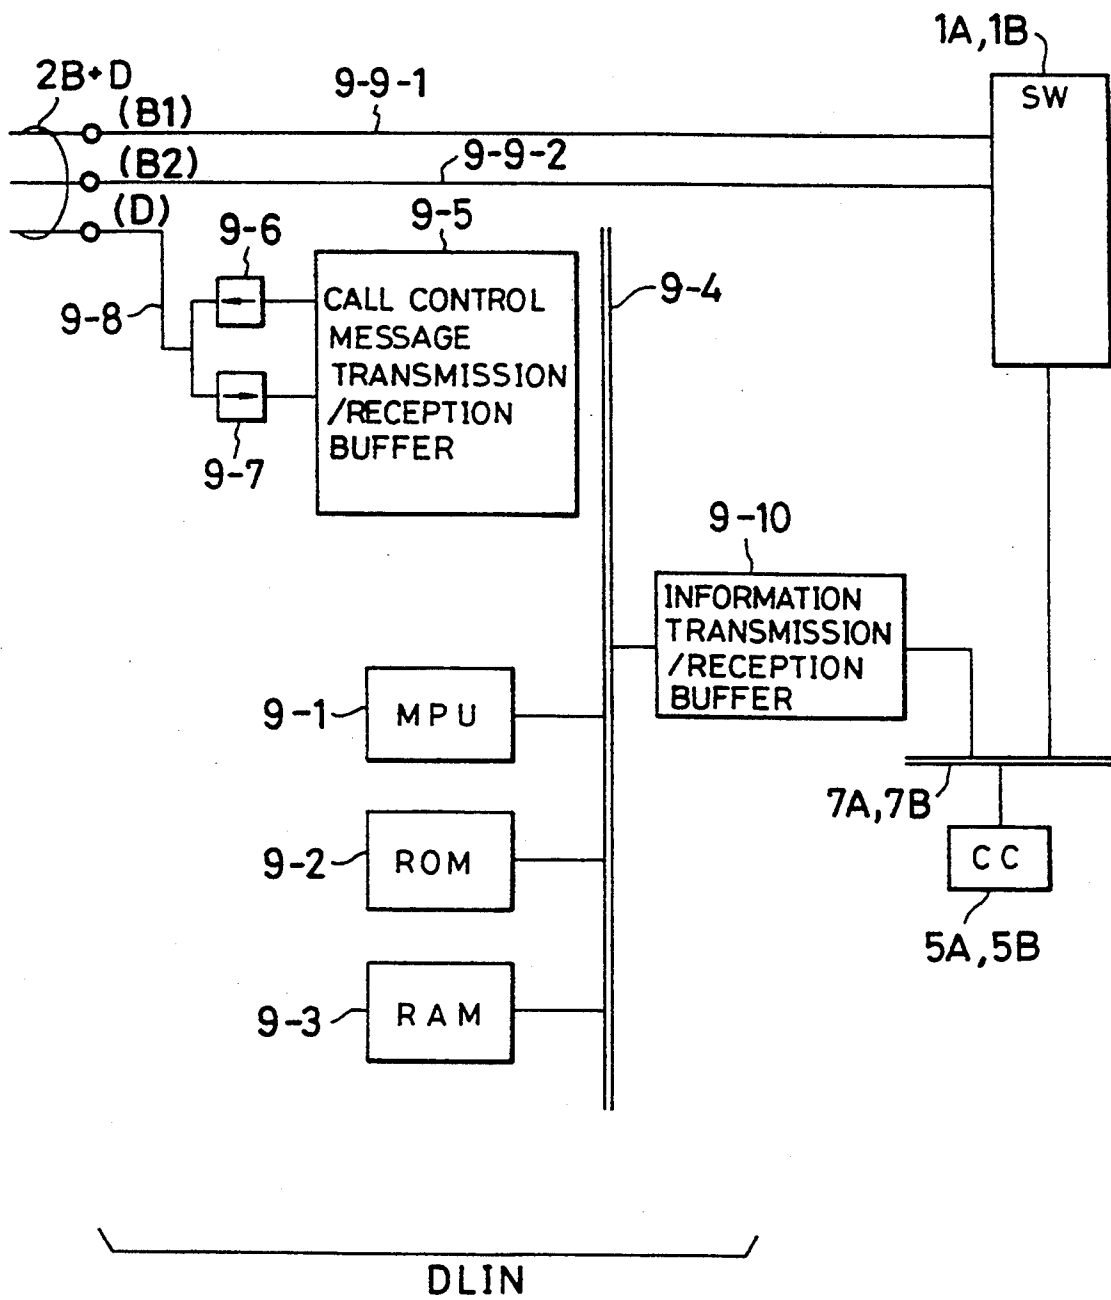 1A,1B
2B+D
9-9-1
SW
(B1)
(B2)
9-9-2
(D)
9-5
9-6
9-8
9-4
CALL CONTROL
MESSAGE
TRANSMISSION
/RECEPTION
BUFFER
9-7
9-10
INFORMATION
TRANSMISSION
/RECEPTION
BUFFER
9-1
MPU
7A,7B
9-2
ROM
CC
5A,5B
9-3
RAM
DLIN